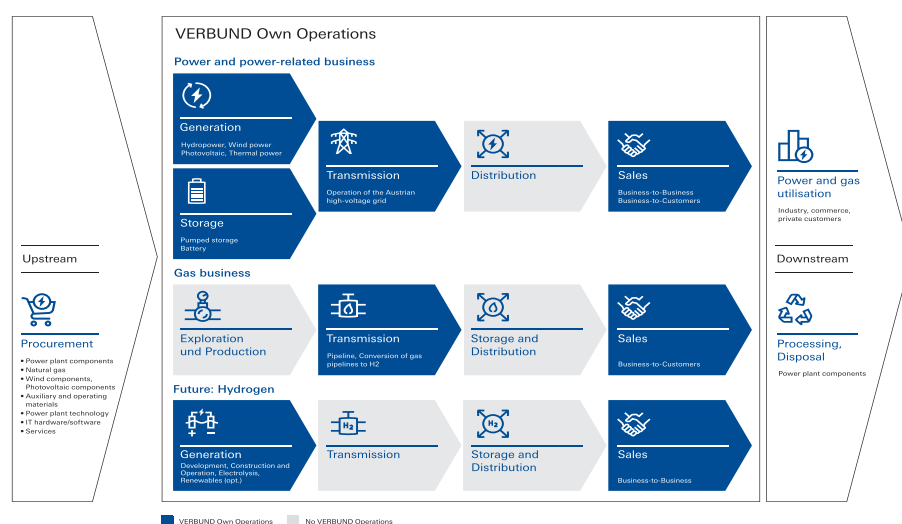 Upstream
Procurement
• Power plant components
• Natural gas
• Wind components,
Photovoltaic components
• Auxiliary and operating
materials
• Power plant technology
• IT hardware/software
• Services
VERBUND Own Operations
Power and power-related business
Generation
Hydropower, Wind power
Photovoltaic, Thermal power
Storage
Pumped storage
Battery
Transmission
Operation of the Austrian
high-voltage grid
Distribution
Sales
Business-to-Business
Business-to-Customers
Gas business
Exploration
und Production
Transmission
Pipeline, Conversion of gas
pipelines to H2
Storage and
Distribution
Sales
Business-to-Customers
Future: Hydrogen
Generation
Development, Construction and
Operation, Electrolysis,
Renewables (opt.)
H2
Transmission
H2
Storage and
Distribution
Sales
Business-to-Business
Power and gas
utilisation
Industry, commerce,
private customers
Downstream
Processing,
Disposal
Power plant components
VERBUND Own Operations
No VERBUND Operations